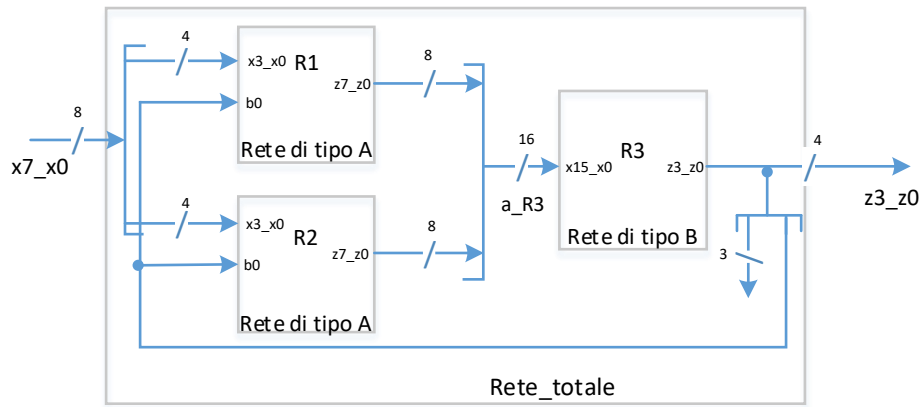 4
x3_x0
R1
z7_z0
b0
Rete di tipo A
8
8
x7_x0
4
x3_x0
R2
z7_z0
b0
Rete di tipo A
8
16
a_R3
x15_x0
R3
z3_z0
Rete di tipo B
4
z3_z0
3
Rete_totale